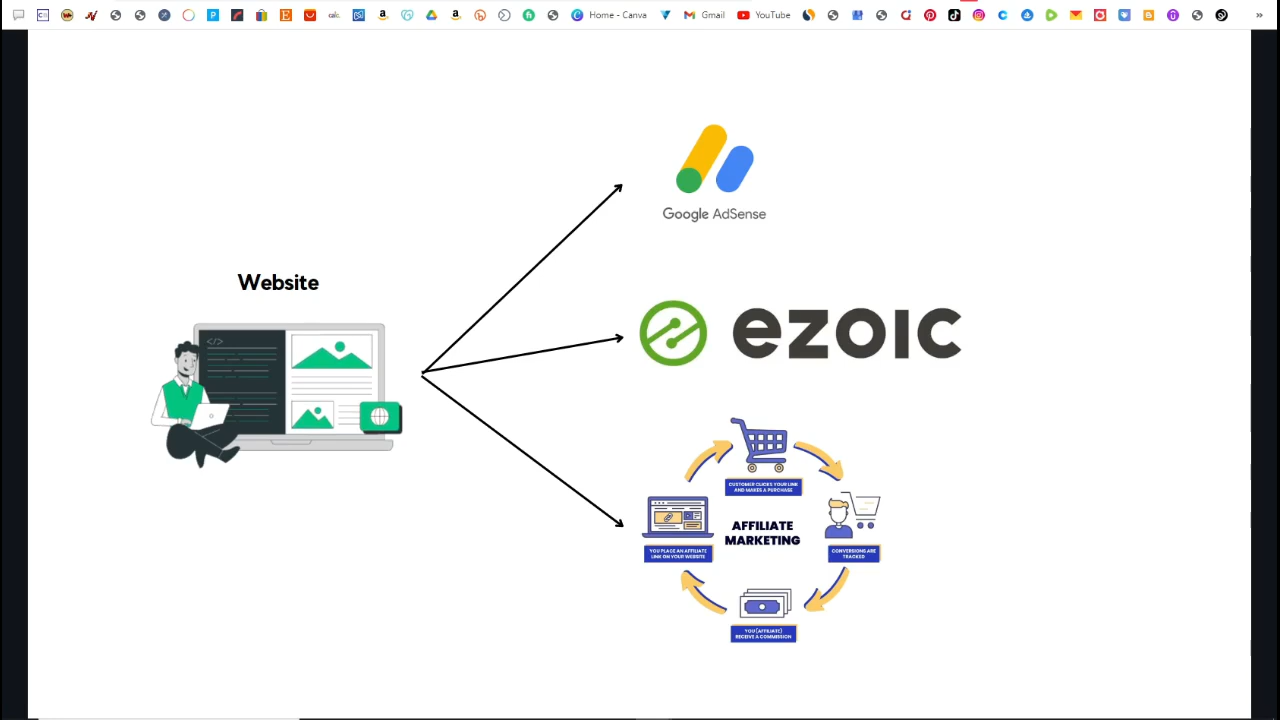 calc.
Home - Canva
Gmail
YouTube
»
Google AdSense
Website
</>
ezoic
CUSTOMER CLICKS YOUR LINK
AND MAKES A PURCHASE
AFFILIATE
MARKETING
YOU PLACE AN AFFILIATE
LINK ON YOUR WEBSITE
CONVERSIONS ARE
TRACKED
YOU (AFFILIATE)
RECEIVE A COMMISSION